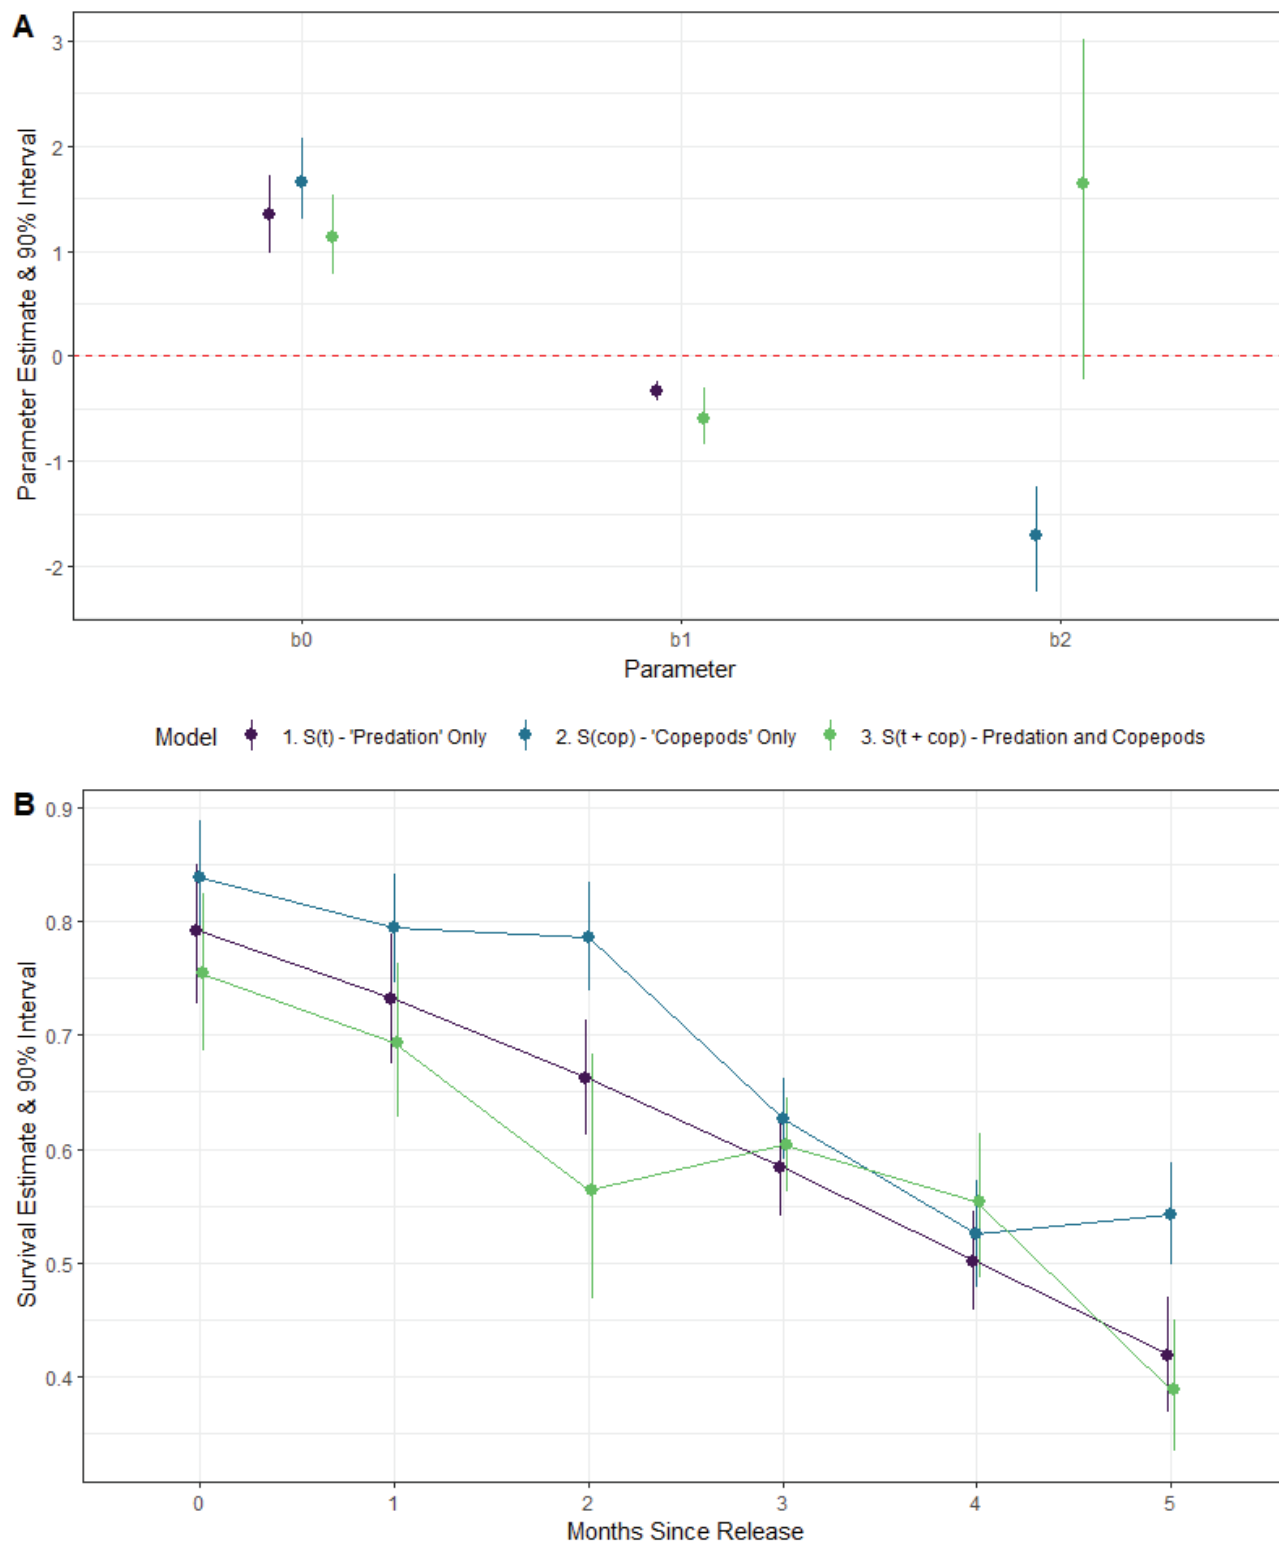 A
Parameter Estimate & 90% Interval
3
2
1
0
-1
-2
b0 b1 b2
Parameter
Model 1. S(t) - 'Predation' Only 2. S(cop) - 'Copepods' Only 3. S(t + cop) - Predation and Copepods
B
Survival Estimate & 90% Interval
0.9
0.8
0.7
0.6
0.5
0.4
0 1 2 3 4 5
Months Since Release